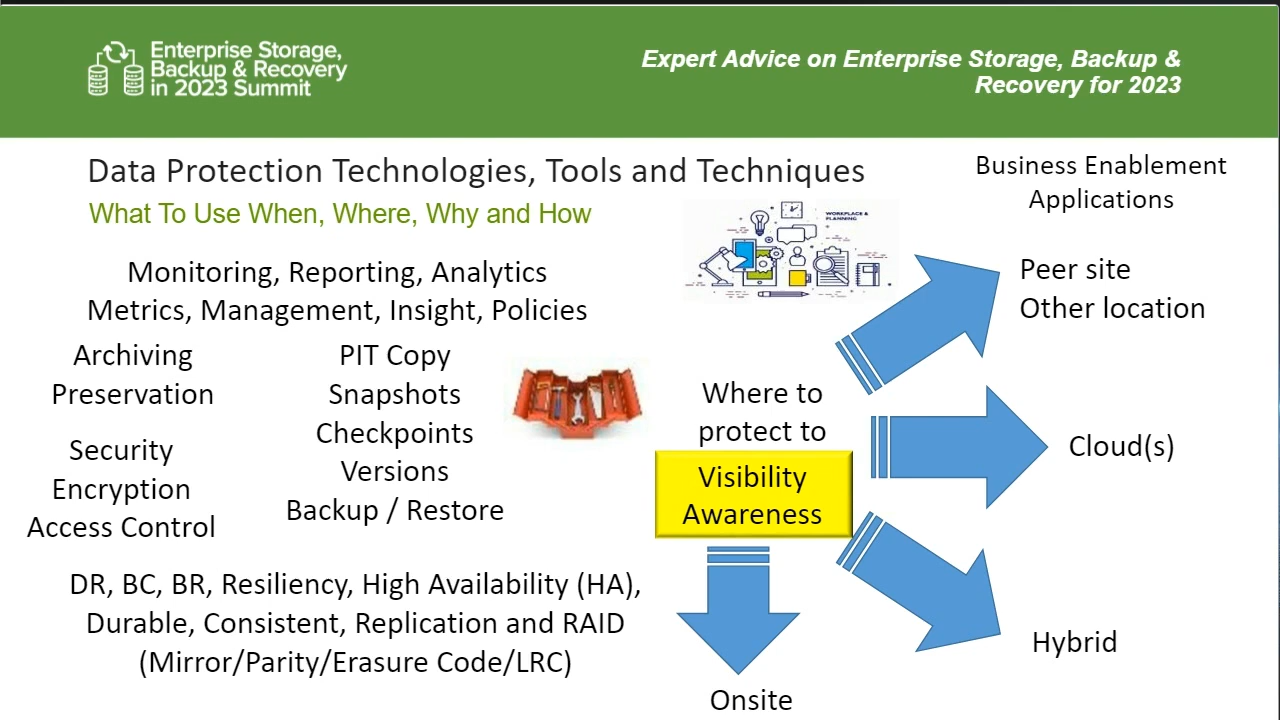 Enterprise Storage,
Backup & Recovery
in 2023 Summit
Expert Advice on Enterprise Storage, Backup &
Recovery for 2023
Data Protection Technologies, Tools and Techniques
What To Use When, Where, Why and How
Business Enablement
Applications
WORKPLACE &
PLANNING
Monitoring, Reporting, Analytics
Metrics, Management, Insight, Policies
Archiving
Preservation
Security
Encryption
Access Control
PIT Copy
Snapshots
Checkpoints
Versions
Backup / Restore
DR, BC, BR, Resiliency, High Availability (HA),
Durable, Consistent, Replication and RAID
(Mirror/Parity/Erasure Code/LRC)
Where to
protect to
Visibility
Awareness
Peer site
Other location
Cloud(s)
Hybrid
Onsite